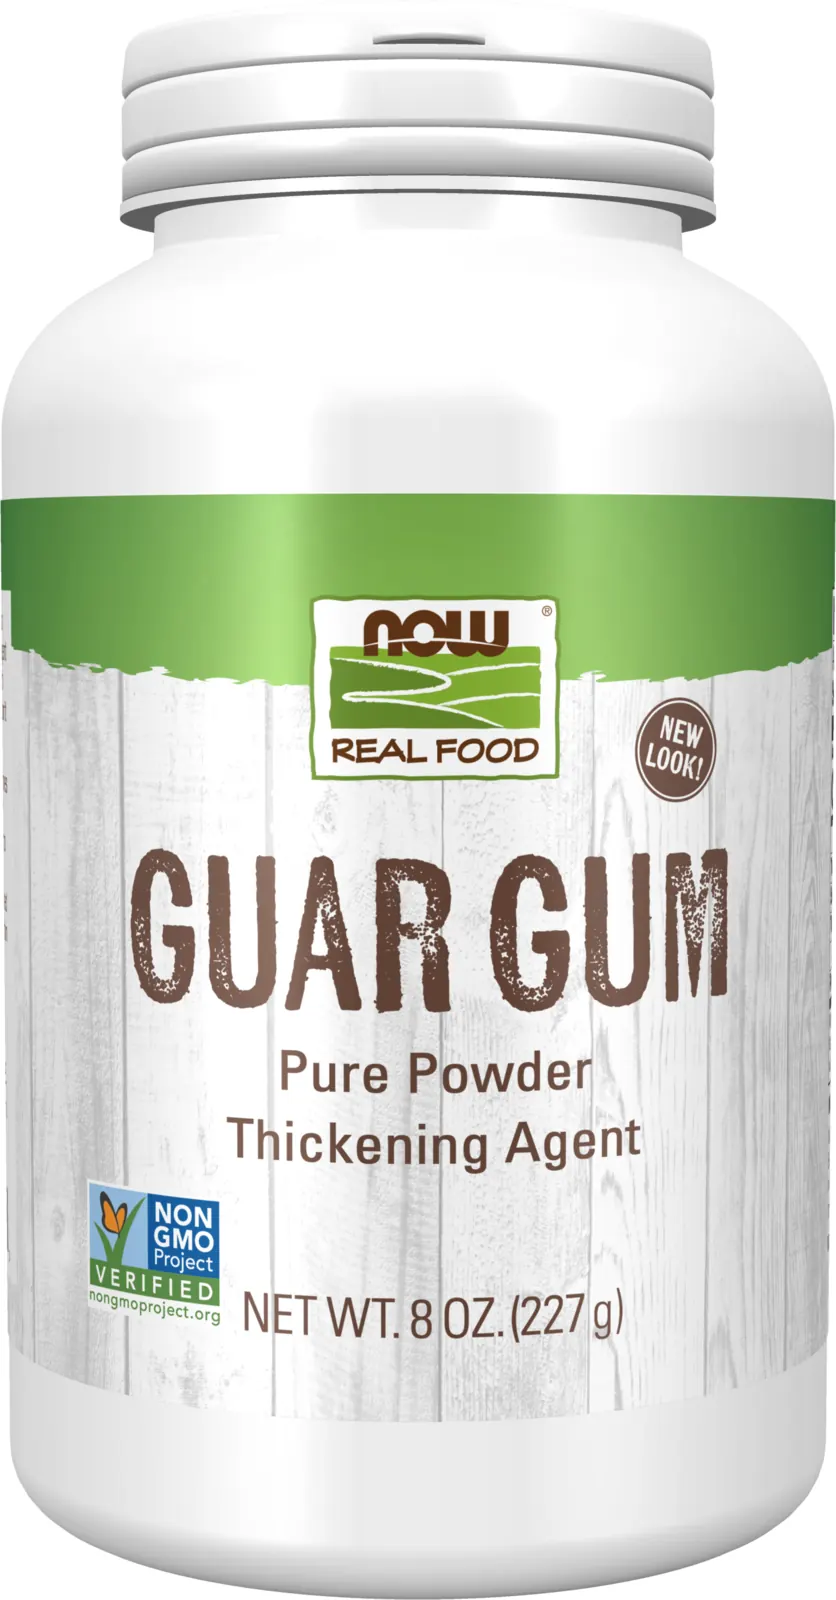 now®
REAL FOOD
NEW
LOOK!
GUAR GUM
Pure Powder
Thickening Agent
NON
GMO
Project
VERIFIED
nongmoproject.org
NET WT. 8 OZ. (227 g)